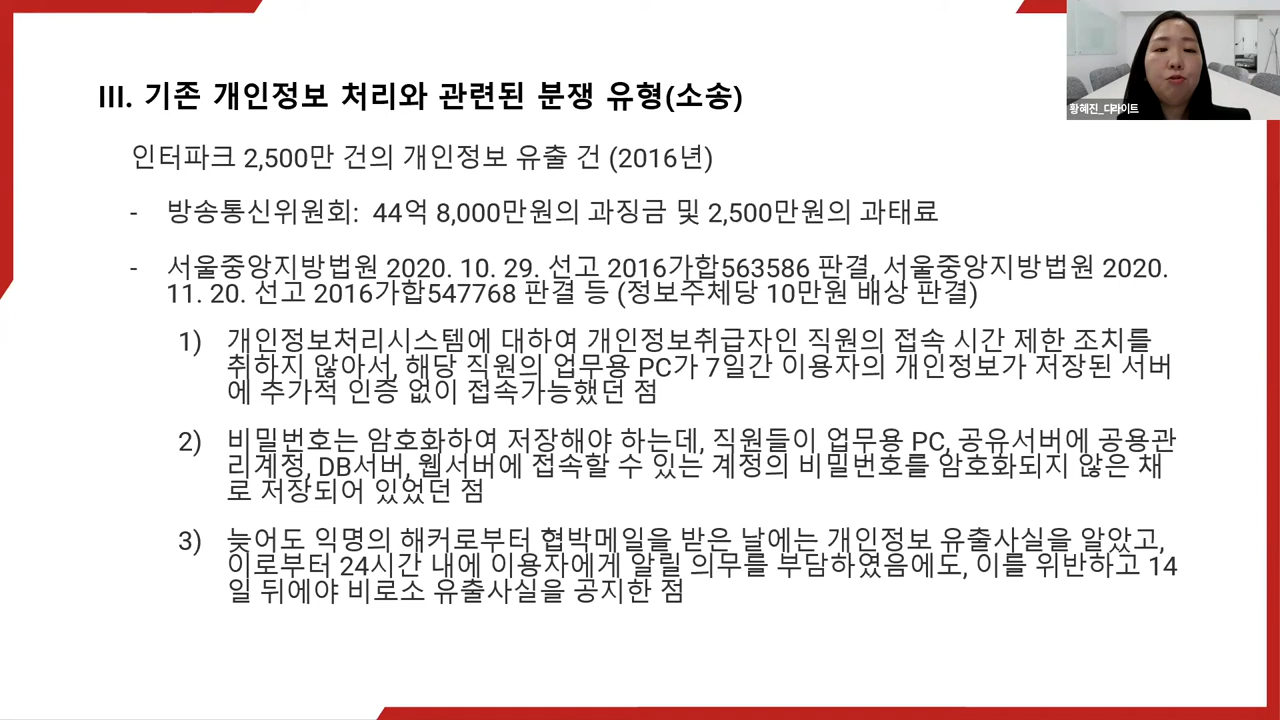 III. 기존 개인정보 처리와 관련된 분쟁 유형(소송)
황혜진_디라이트
인터파크 2,500만 건의 개인정보 유출 건 (2016년)
- 방송통신위원회: 44억 8,000만원의 과징금 및 2,500만원의 과태료
- 서울중앙지방법원 2020. 10. 29. 선고 2016가합563586 판결, 서울중앙지방법원 2020.
11. 20. 선고 2016가합547768 판결 등 (정보주체당 10만원 배상 판결)
1) 개인정보처리시스템에 대하여 개인정보취급자인 직원의 접속 시간 제한 조치를
취하지 않아서, 해당 직원의 업무용 PC가 7일간 이용자의 개인정보가 저장된 서버
에 추가적 인증 없이 접속가능했던 점
2) 비밀번호는 암호화하여 저장해야 하는데, 직원들이 업무용 PC, 공유서버에 공용관
리계정, DB서버, 웹서버에 접속할 수 있는 계정의 비밀번호를 암호화되지 않은 채
로 저장되어 있었던 점
3) 늦어도 익명의 해커로부터 협박메일을 받은 날에는 개인정보 유출사실을 알았고,
이로부터 24시간 내에 이용자에게 알릴 의무를 부담하였음에도, 이를 위반하고 14
일 뒤에야 비로소 유출사실을 공지한 점